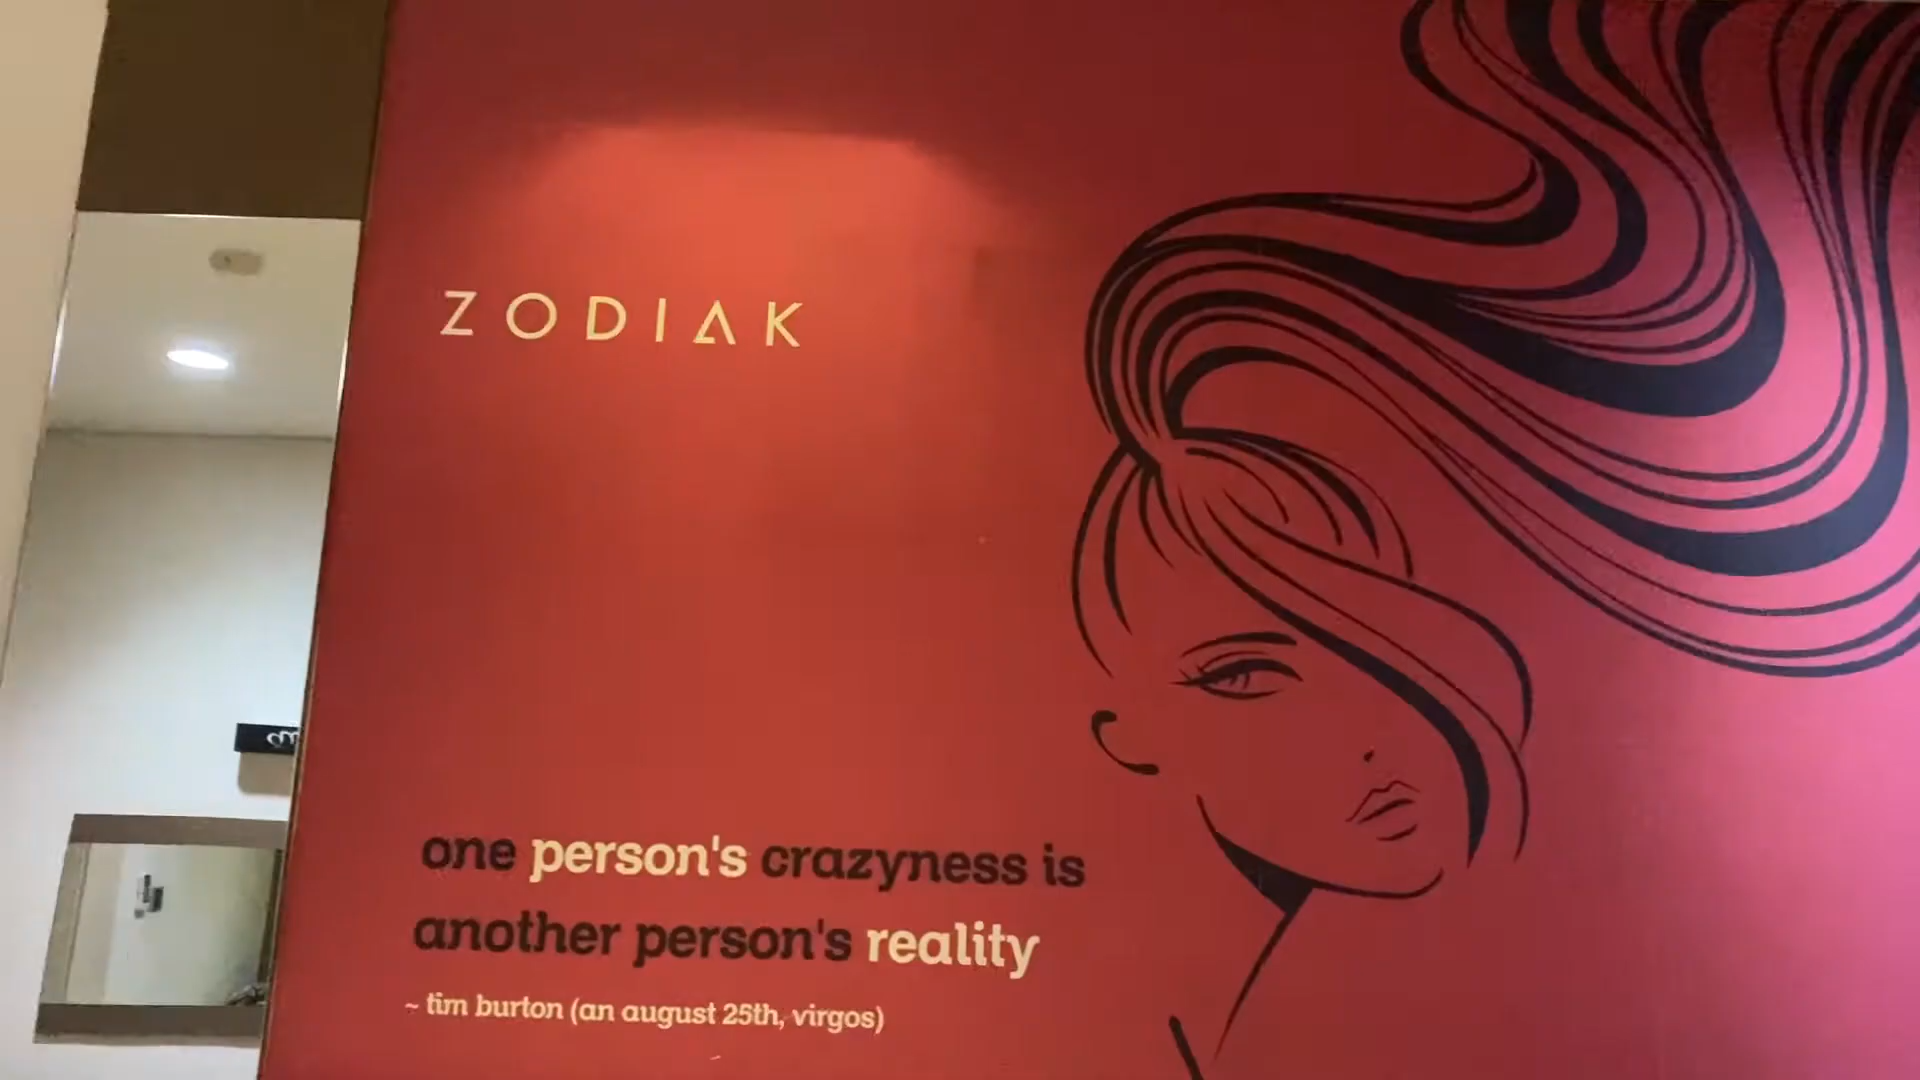 ZODIAK
one person's crazyness is
another person's reality
~ tim burton (an august 25th, virgos)